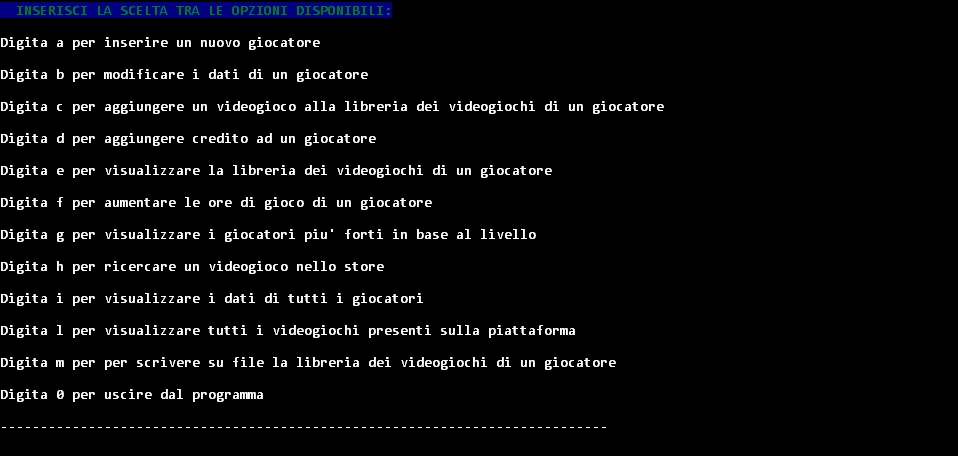 INSERISCI LA SCELTA TRA LE OPZIONI DISPONIBILI:
Digita a per inserire un nuovo giocatore
Digita b per modificare i dati di un giocatore
Digita c per aggiungere un videogioco alla libreria dei videogiochi di un giocatore
Digita d per aggiungere credito ad un giocatore
Digita e per visualizzare la libreria dei videogiochi di un giocatore
Digita f per aumentare le ore di gioco di un giocatore
Digita g per visualizzare i giocatori piu' forti in base al livello
Digita h per ricercare un videogioco nello store
Digita i per visualizzare i dati di tutti i giocatori
Digita l per visualizzare tutti i videogiochi presenti sulla piattaforma
Digita m per per scrivere su file la libreria dei videogiochi di un giocatore
Digita 0 per uscire dal programma
----------------------------------------------------------------------------